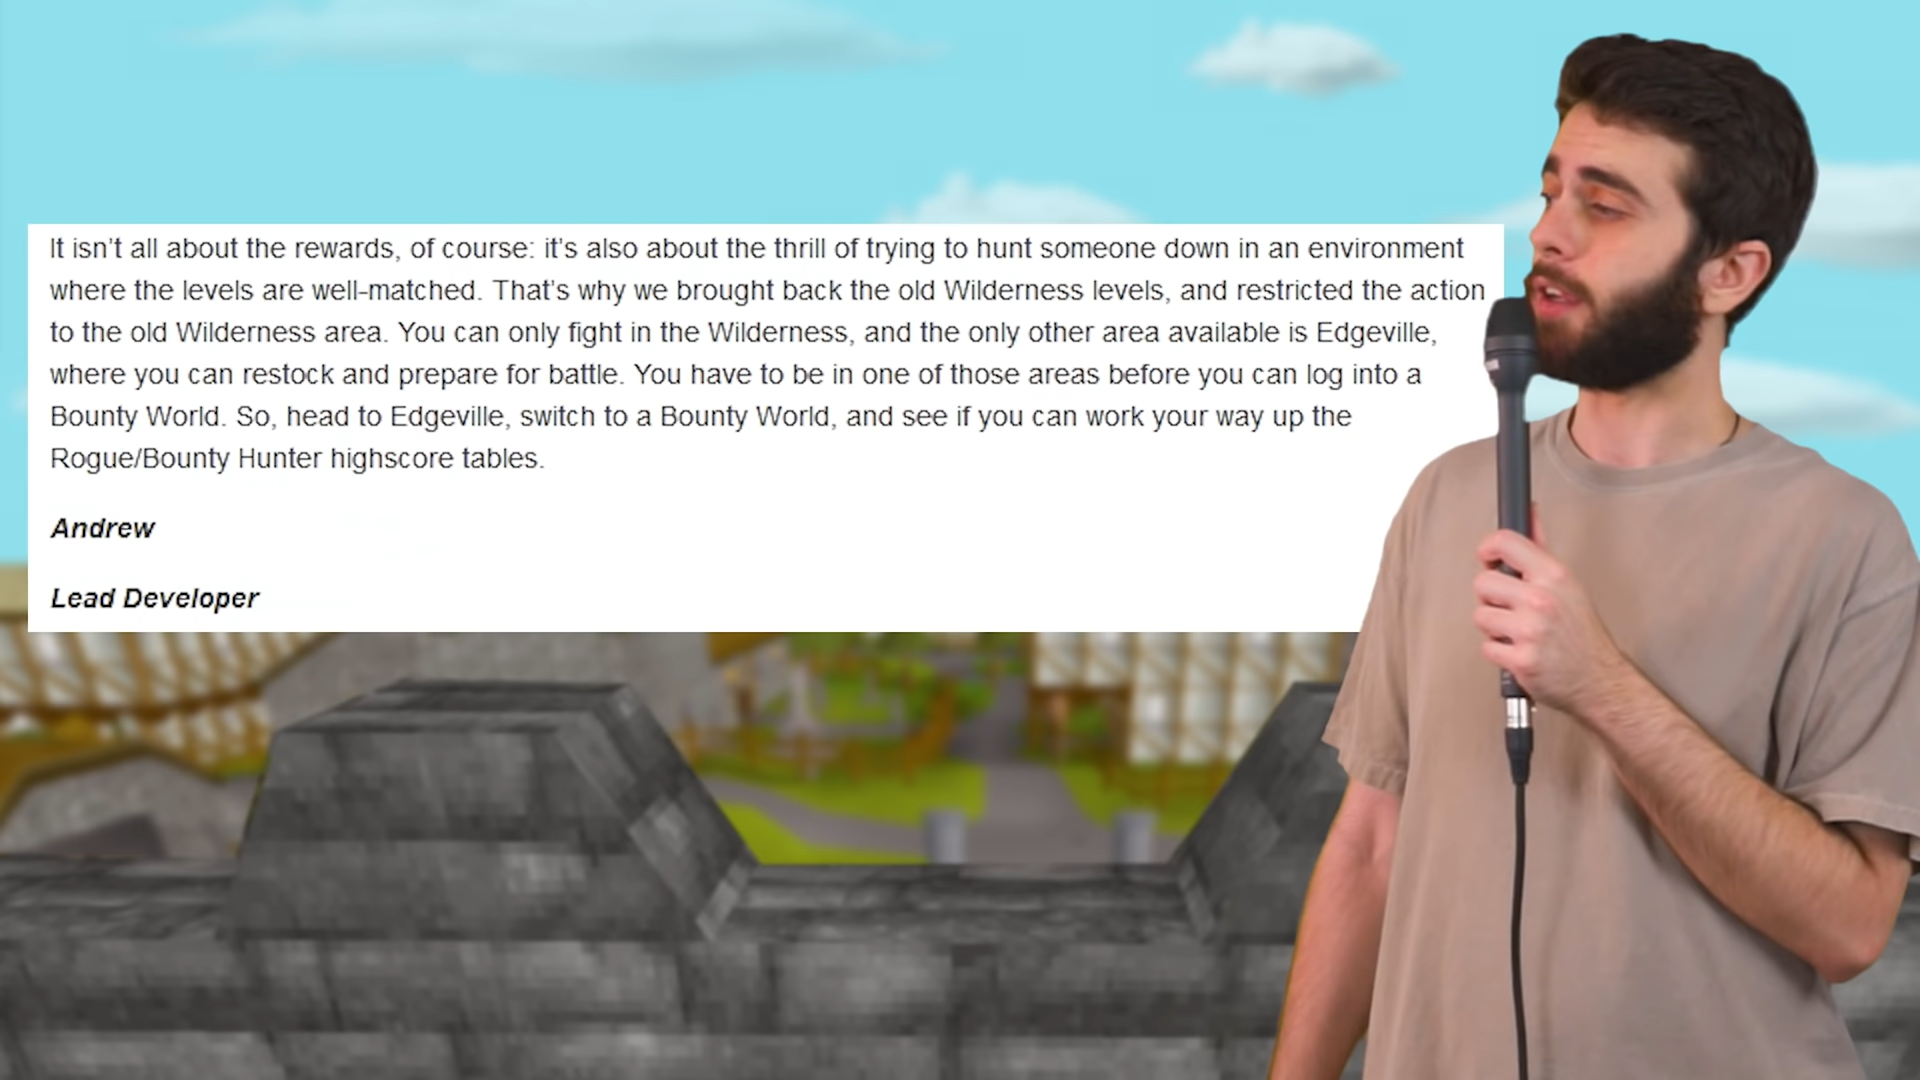 It isn't all about the rewards, of course: it's also about the thrill of trying to hunt someone down in an environment
where the levels are well-matched. That's why we brought back the old Wilderness levels, and restricted the action
to the old Wilderness area. You can only fight in the Wilderness, and the only other area available is Edgeville,
where you can restock and prepare for battle. You have to be in one of those areas before you can log into a
Bounty World. So, head to Edgeville, switch to a Bounty World, and see if you can work your way up the
Rogue/Bounty Hunter highscore tables.
Andrew
Lead Developer